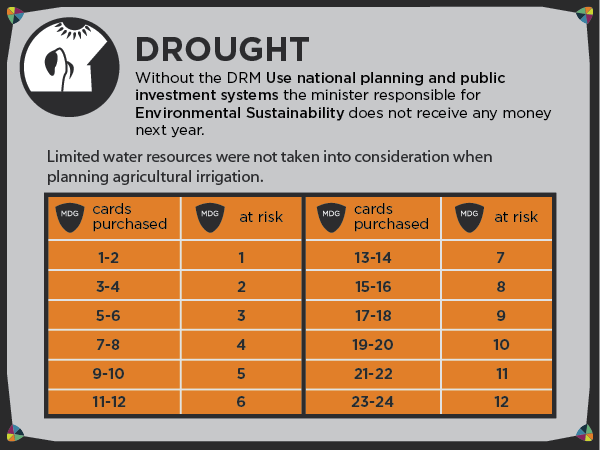 DROUGHT
Without the DRM Use national planning and public
investment systems the minister responsible for
Environmental Sustainability does not receive any money
next year.
Limited water resources were not taken into consideration when
planning agricultural irrigation.
MDG cards purchased MDG at risk MDG cards purchased MDG at risk
1-2 1 13-14 7
3-4 2 15-16 8
5-6 3 17-18 9
7-8 4 19-20 10
9-10 5 21-22 11
11-12 6 23-24 12